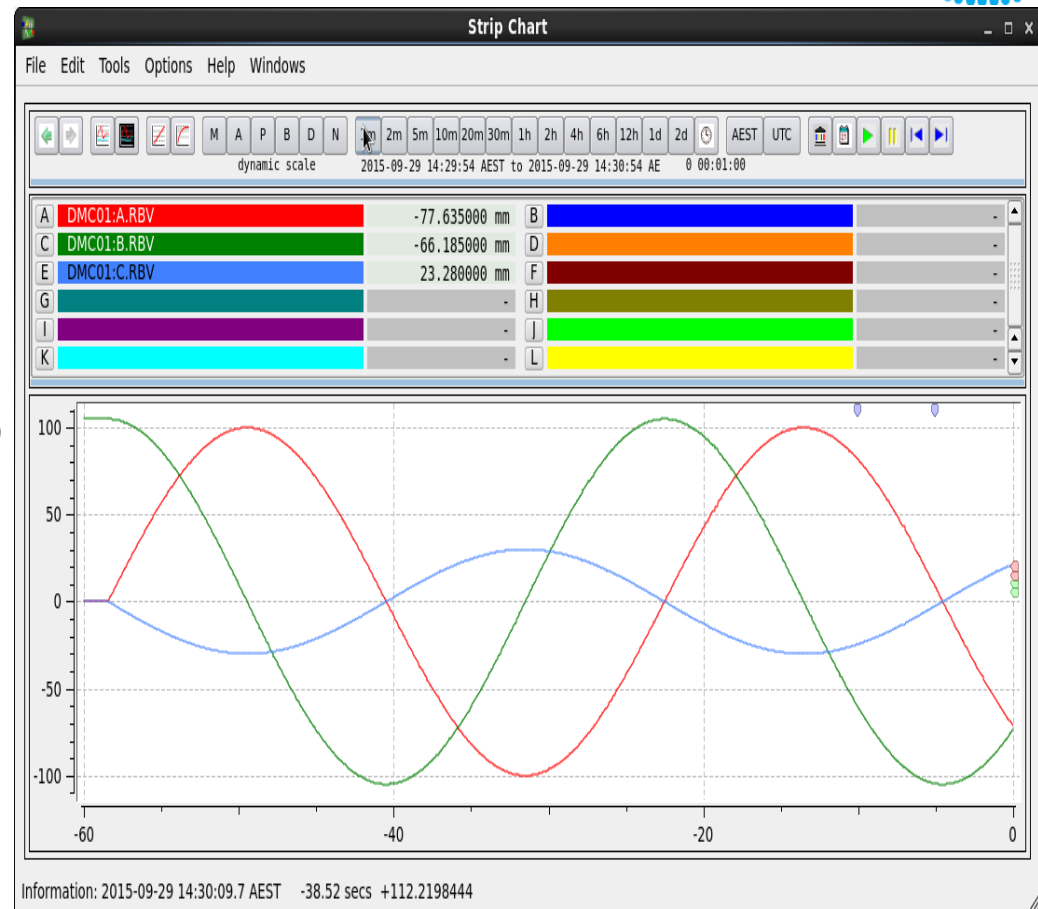 Strip Chart
File Edit Tools Options Help Windows
M A P B D N 2m 5m 10m 20m 30m 1h 2h 4h 6h 12h 1d 2d AEST UTC
dynamic scale 2015-09-29 14:29:54 AEST to 2015-09-29 14:30:54 AE 0 00:01:00
A DMC01:A.RBV -77.635000 mm B -
C DMC01:B.RBV -66.185000 mm D -
E DMC01:C.RBV 23.280000 mm F -
G - H -
I - J -
K - L -
100
50
0
-50
-100
-60 -40 -20 0
Information: 2015-09-29 14:30:09.7 AEST -38.52 secs +112.2198444